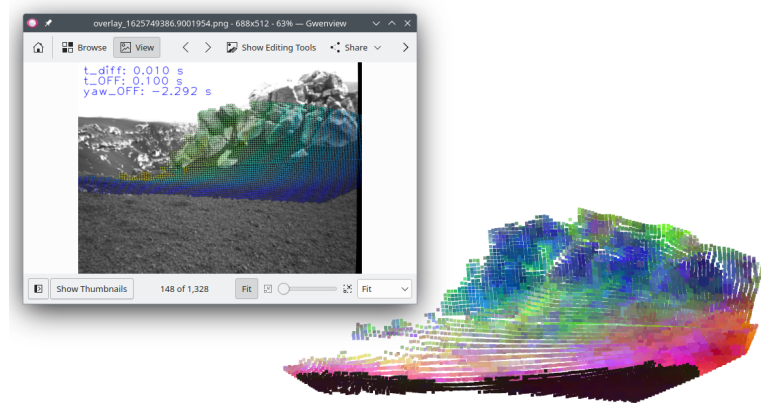 overlay_1625749386.9001954.png - 688x512 - 63% — Gwenview
Browse View Show Editing Tools Share
t_diff: 0.010 s
t_OFF: 0.100 s
yaw_OFF: -2.292 s
Show Thumbnails 148 of 1,328 Fit Fit